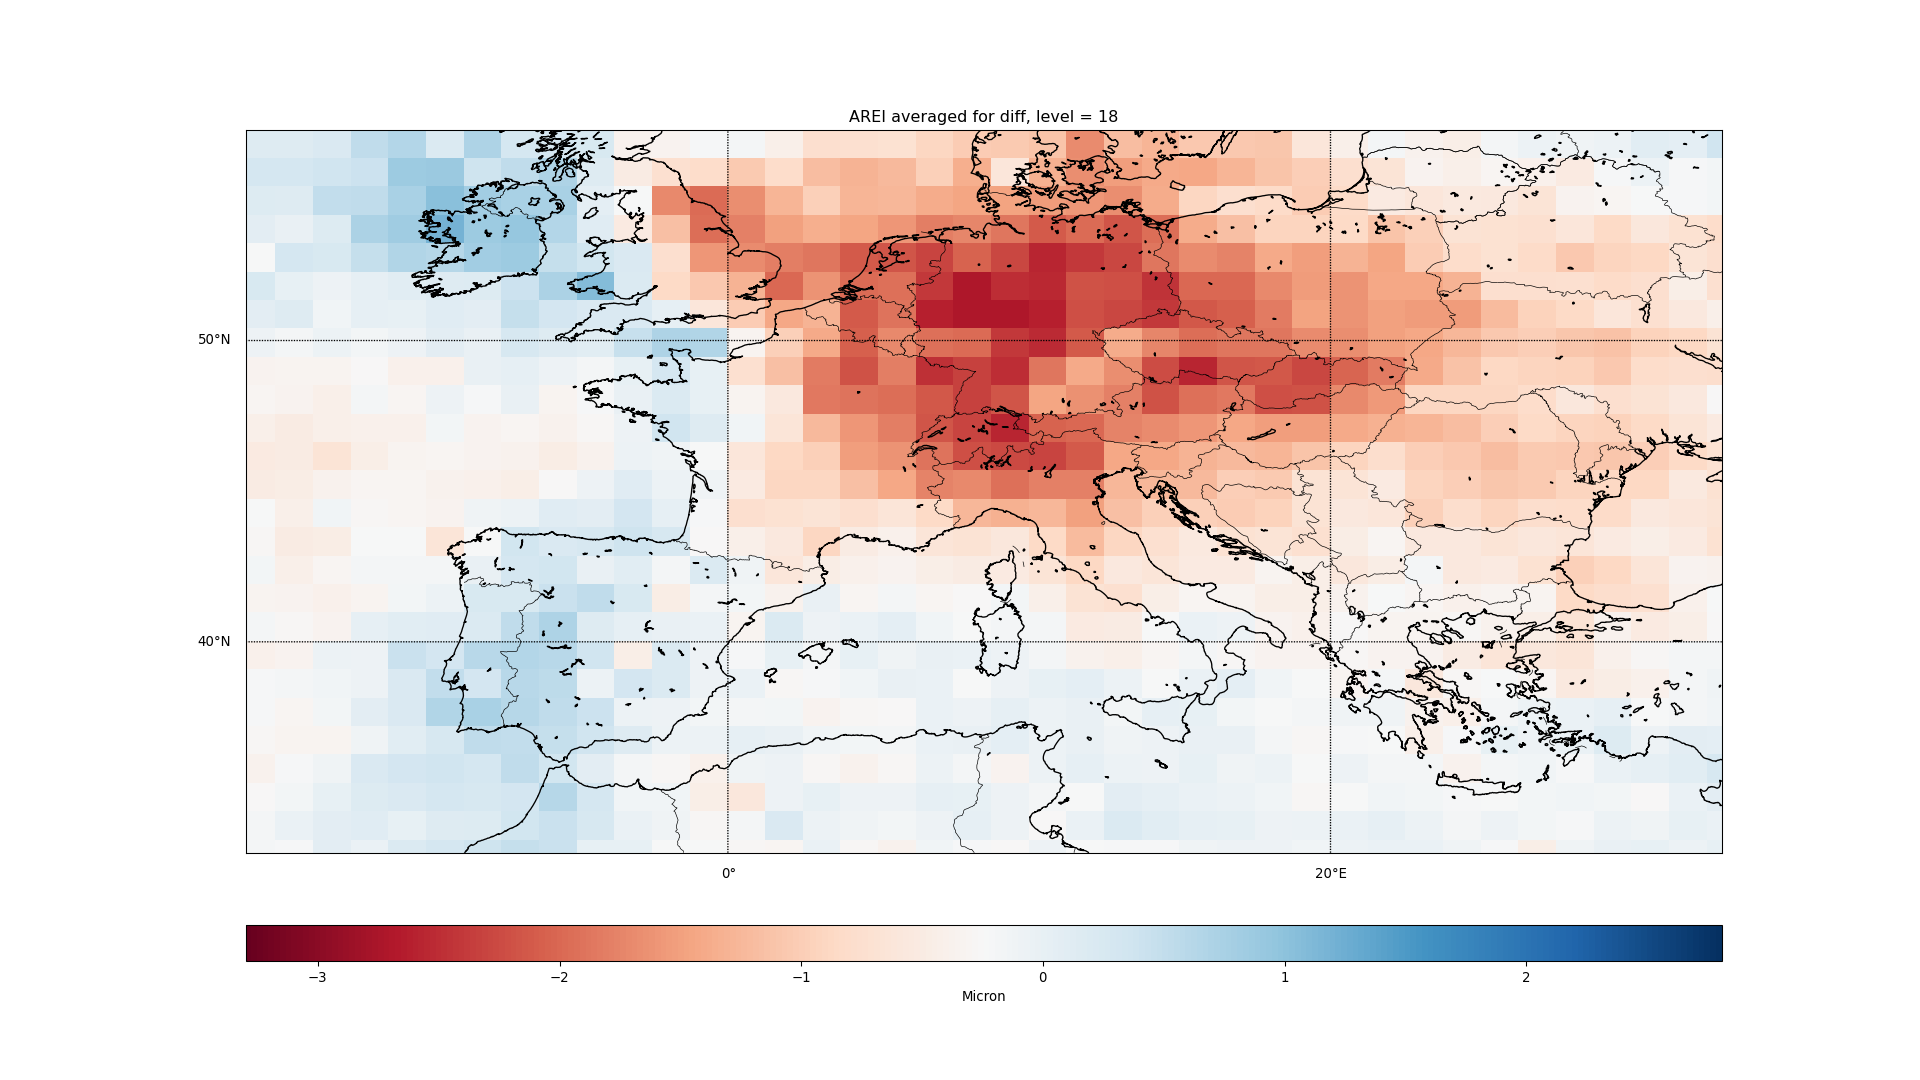 AREI averaged for diff, level = 18
50°N
40°N
0°
20°E
−3
−2
−1
0
1
2
Micron